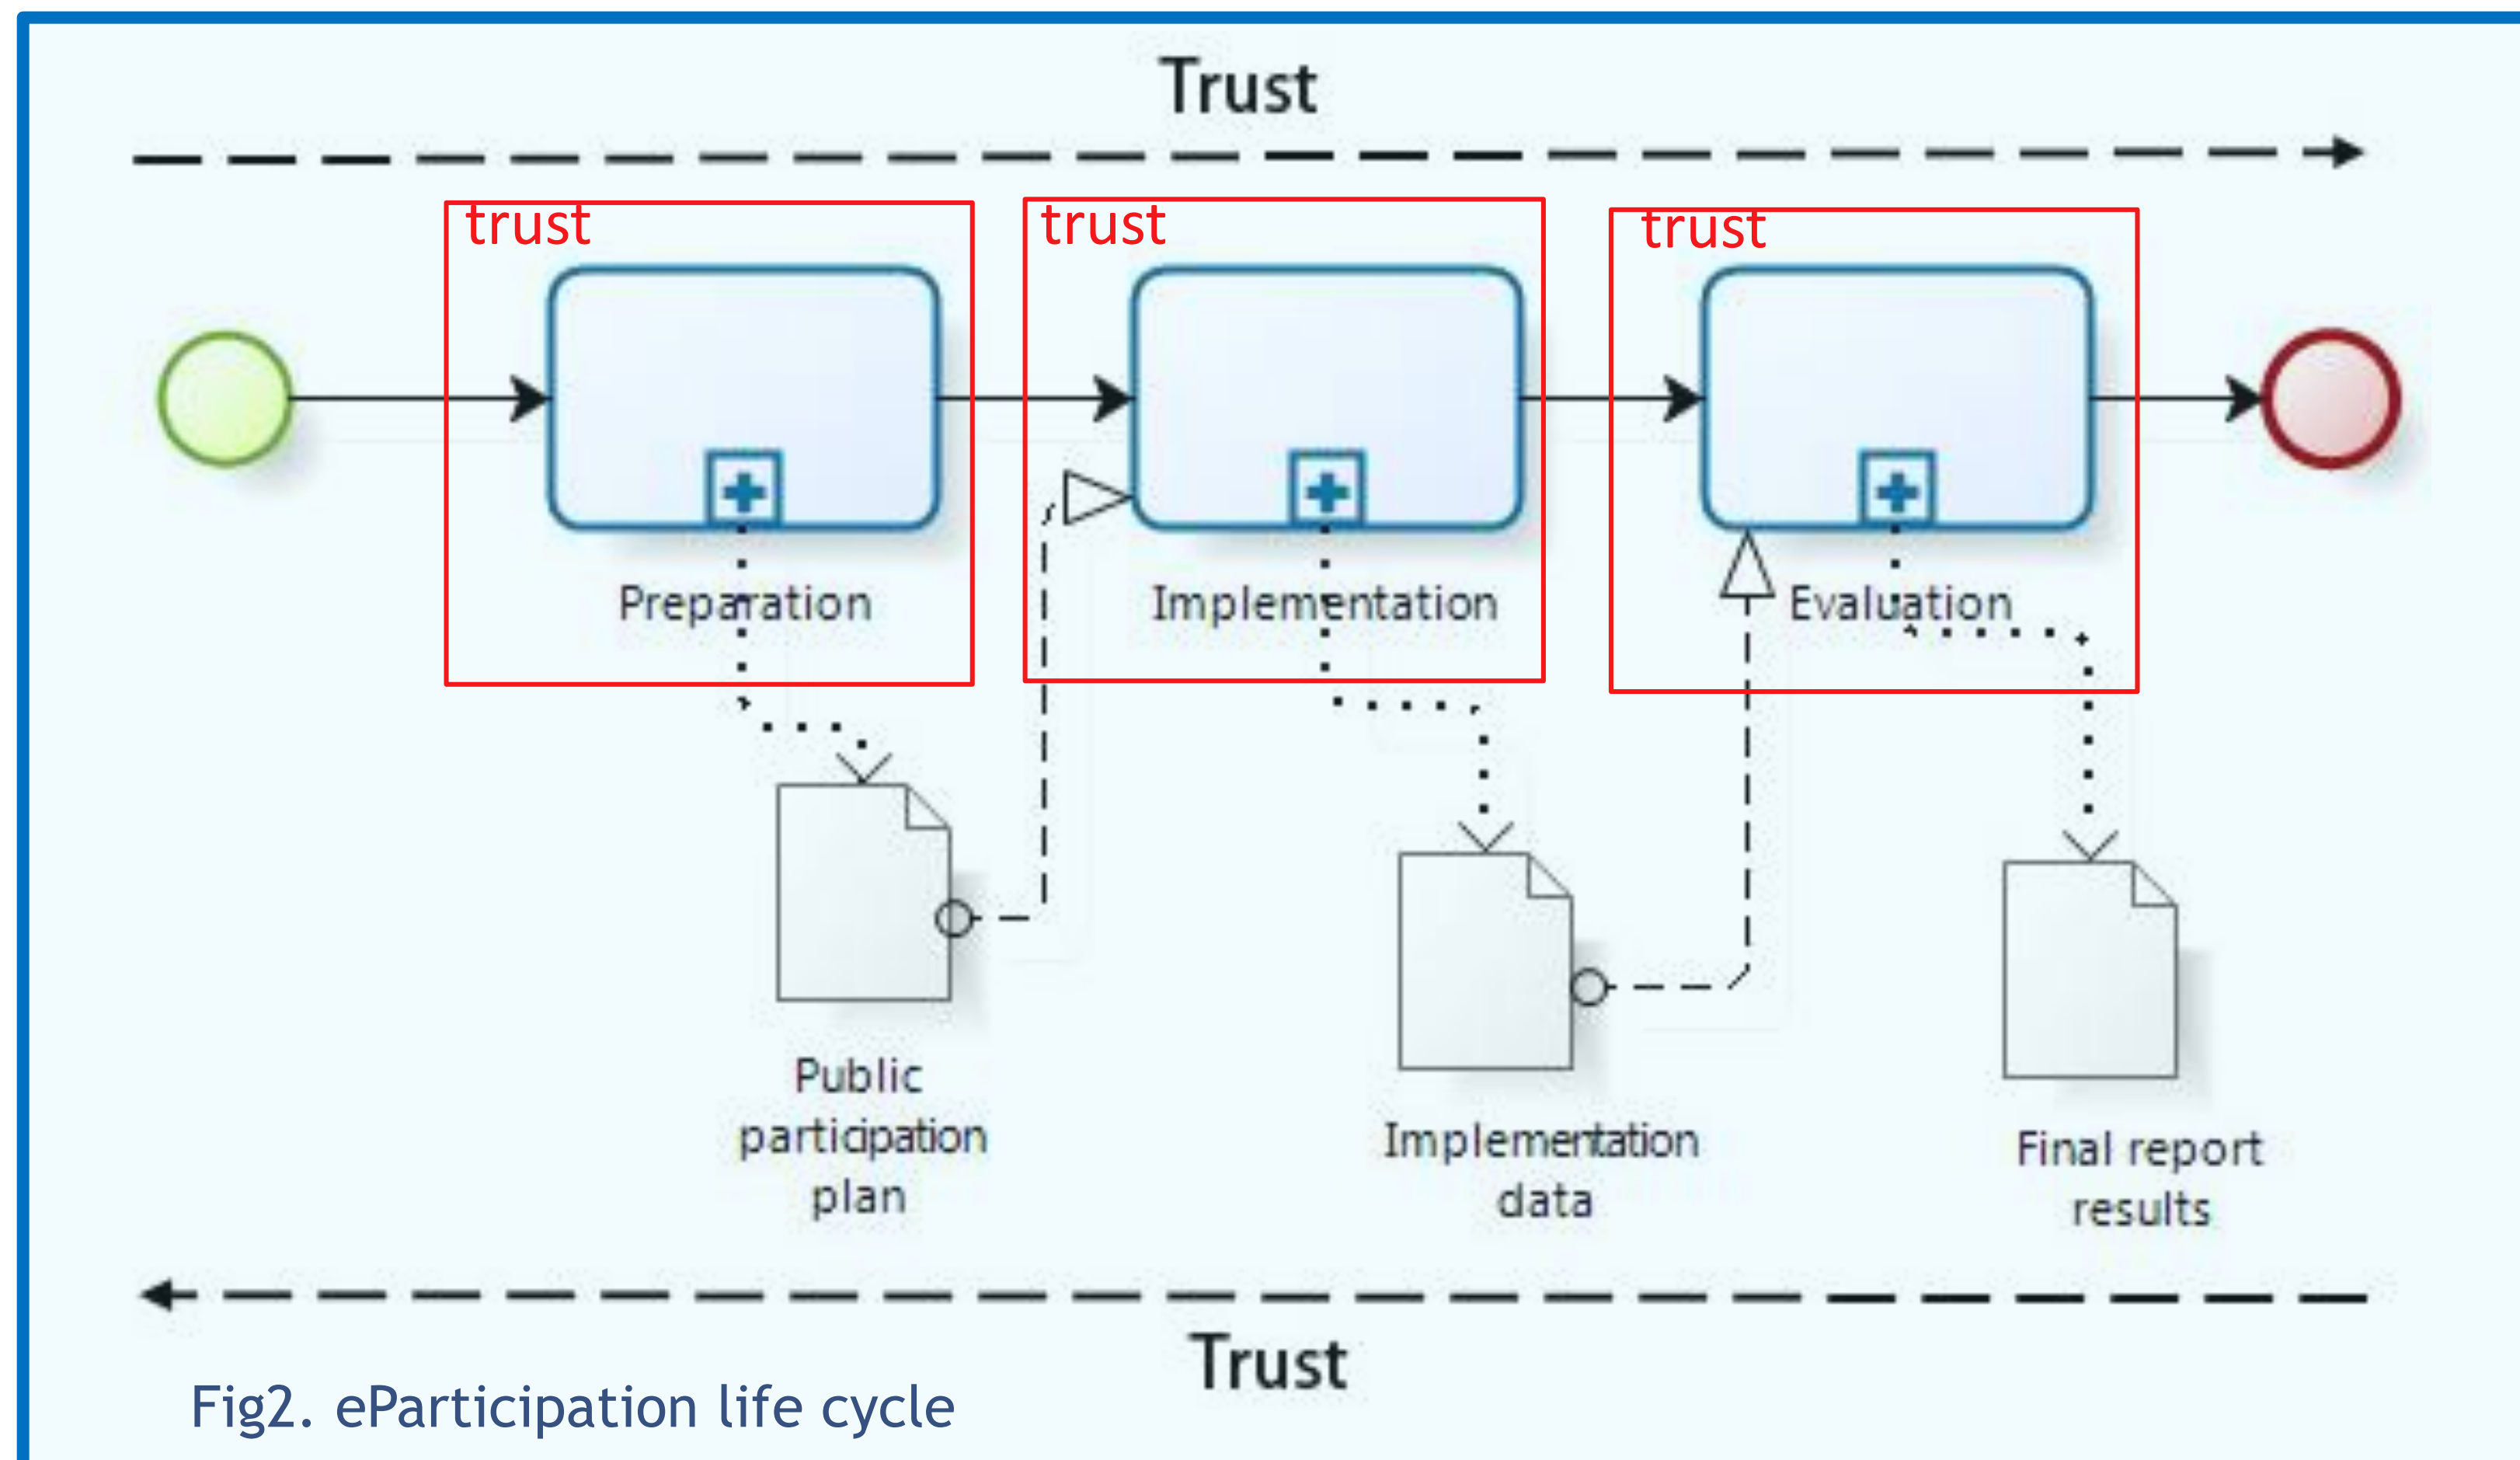 Trust
trust
trust
trust
Preparation
Implementation
Evaluation
Public
participation
plan
Implementation
data
Final report
results
Trust
Fig2. eParticipation life cycle